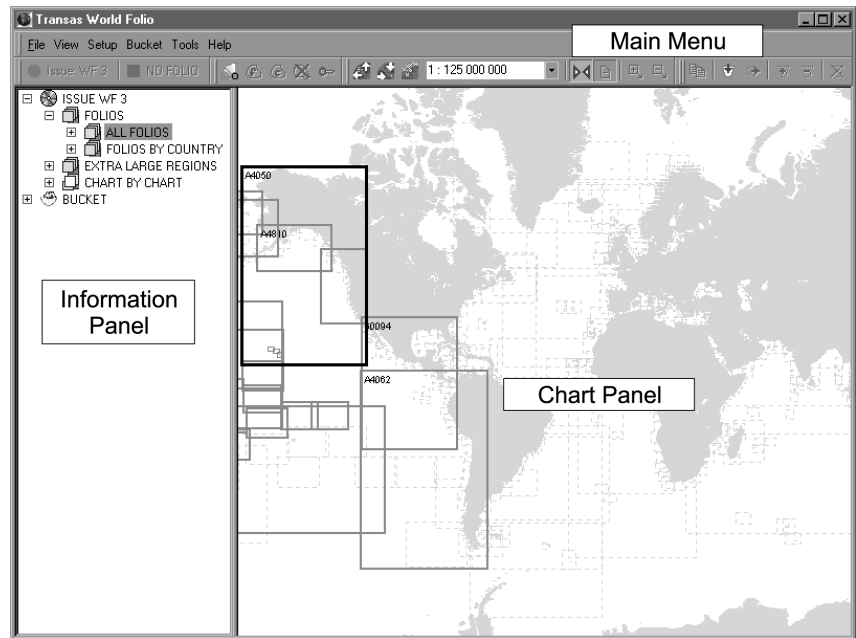 Transas World Folio
File View Setup Bucket Tools Help
Main Menu
Issue: WF 3 NO FOLIO 1 : 125 000 000
ISSUE WF 3
FOLIOS
ALL FOLIOS
FOLIOS BY COUNTRY
EXTRA LARGE REGIONS
CHART BY CHART
BUCKET
Information
Panel
A4050
A4810
A4062
Chart Panel